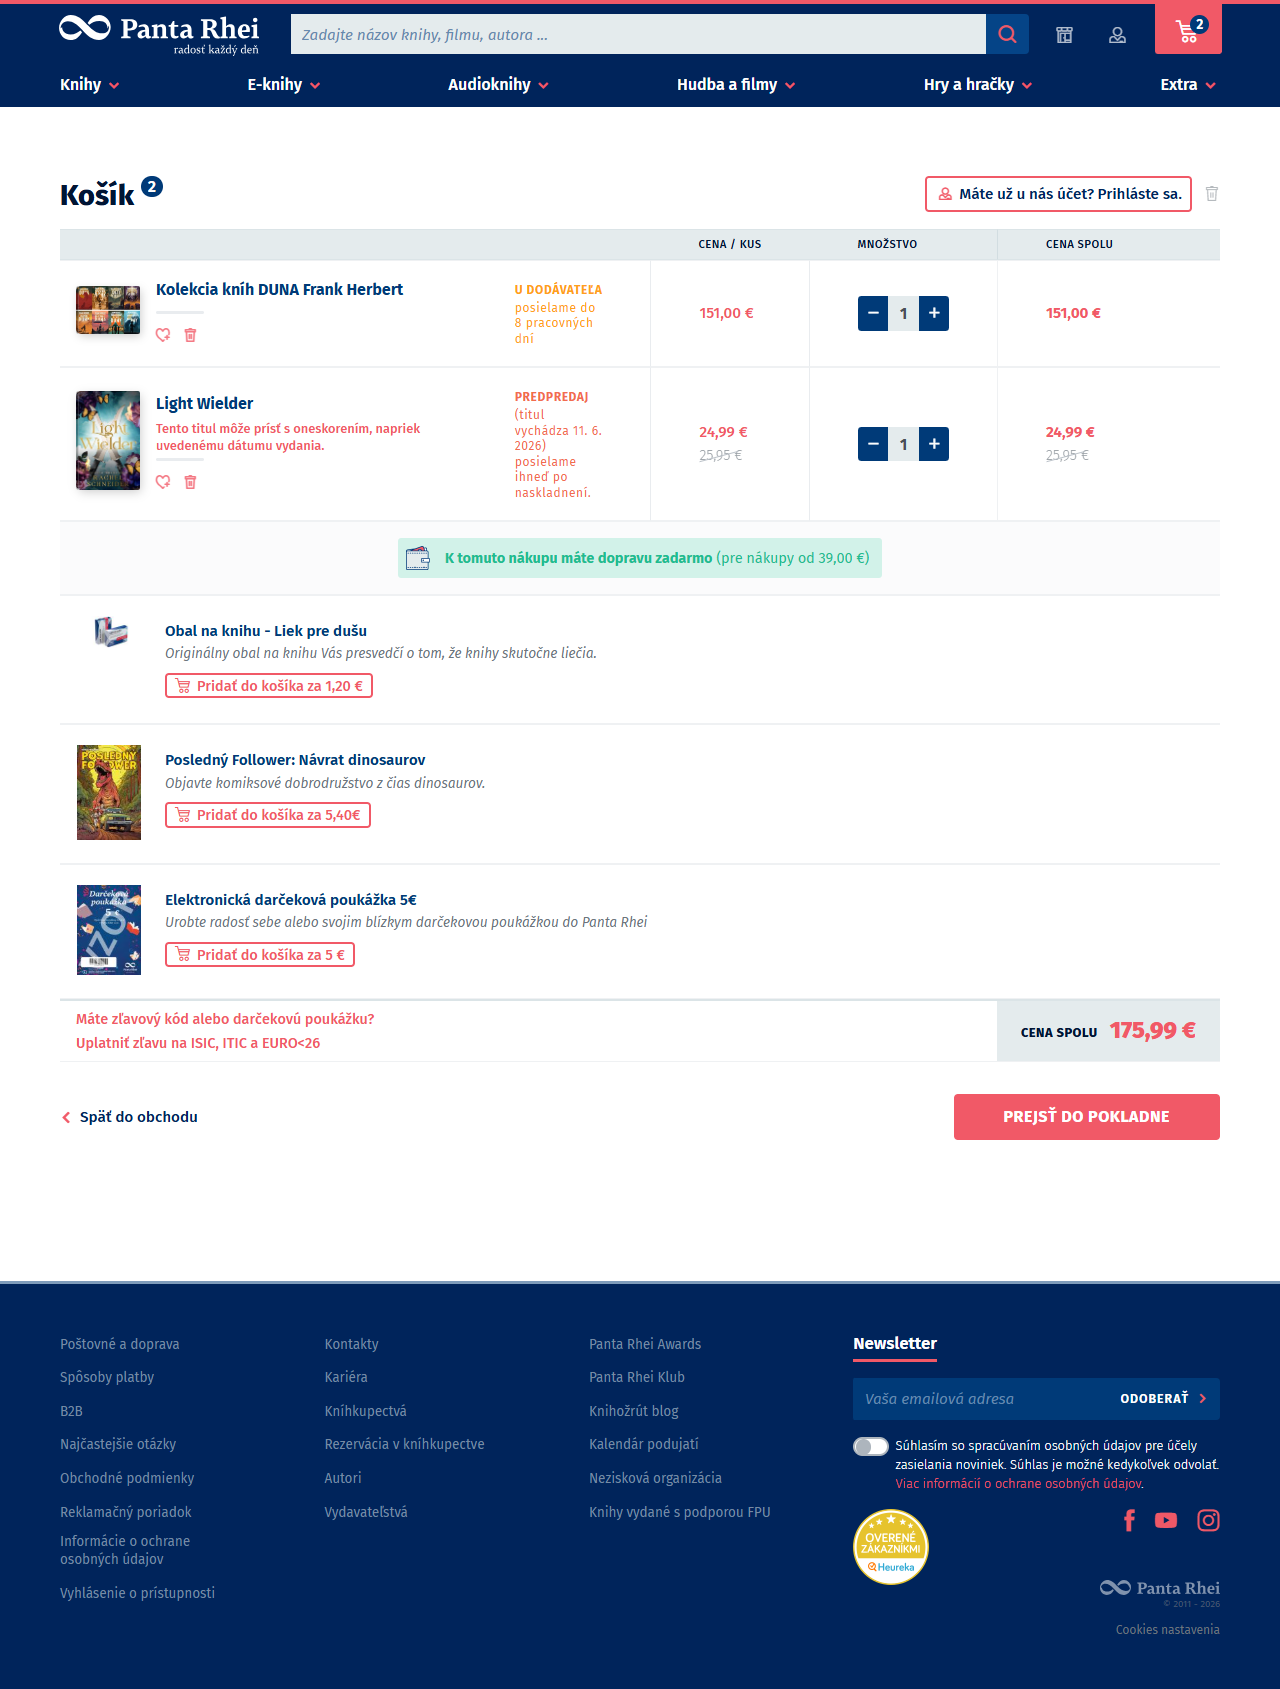 Panta Rhei
radosť každý deň
Zadajte názov knihy, filmu, autora ...
2
Knihy
E-knihy
Audioknihy
Hudba a filmy
Hry a hračky
Extra
Košík 2
Máte už u nás účet? Prihláste sa.
CENA / KUS
MNOŽSTVO
CENA SPOLU
Kolekcia kníh DUNA Frank Herbert
U DODÁVATEĽA
posielame do
8 pracovných
dní
151,00 €
− 1 +
151,00 €
Light Wielder
Tento titul môže prísť s oneskorením, napriek
uvedenému dátumu vydania.
PREDPREDAJ
(titul
vychádza 11. 6.
2026)
posielame
ihneď po
naskladnení.
24,99 €
25,95 €
− 1 +
24,99 €
25,95 €
Light
Wielder
K tomuto nákupu máte dopravu zadarmo (pre nákupy od 39,00 €)
Obal na knihu - Liek pre dušu
Originálny obal na knihu Vás presvedčí o tom, že knihy skutočne liečia.
Pridať do košíka za 1,20 €
POSLEDNÝ
FOLLOWER
Posledný Follower: Návrat dinosaurov
Objavte komiksové dobrodružstvo z čias dinosaurov.
Pridať do košíka za 5,40€
Darčeková
poukážka
5 €
Elektronická darčeková poukážka 5€
Urobte radosť sebe alebo svojim blízkym darčekovou poukážkou do Panta Rhei
Pridať do košíka za 5 €
Máte zľavový kód alebo darčekovú poukážku?
Uplatniť zľavu na ISIC, ITIC a EURO<26
CENA SPOLU 175,99 €
Späť do obchodu
PREJSŤ DO POKLADNE
Poštovné a doprava
Spôsoby platby
B2B
Najčastejšie otázky
Obchodné podmienky
Reklamačný poriadok
Informácie o ochrane
osobných údajov
Vyhlásenie o prístupnosti
Kontakty
Kariéra
Kníhkupectvá
Rezervácia v kníhkupectve
Autori
Vydavateľstvá
Panta Rhei Awards
Panta Rhei Klub
Knihožrút blog
Kalendár podujatí
Nezisková organizácia
Knihy vydané s podporou FPU
Newsletter
Vaša emailová adresa
ODOBERAŤ
Súhlasím so spracúvaním osobných údajov pre účely
zasielania noviniek. Súhlas je možné kedykoľvek odvolať.
Viac informácií o ochrane osobných údajov.
OVERENÉ
ZÁKAZNÍKMI
Heureka
Panta Rhei
© 2011 - 2026
Cookies nastavenia